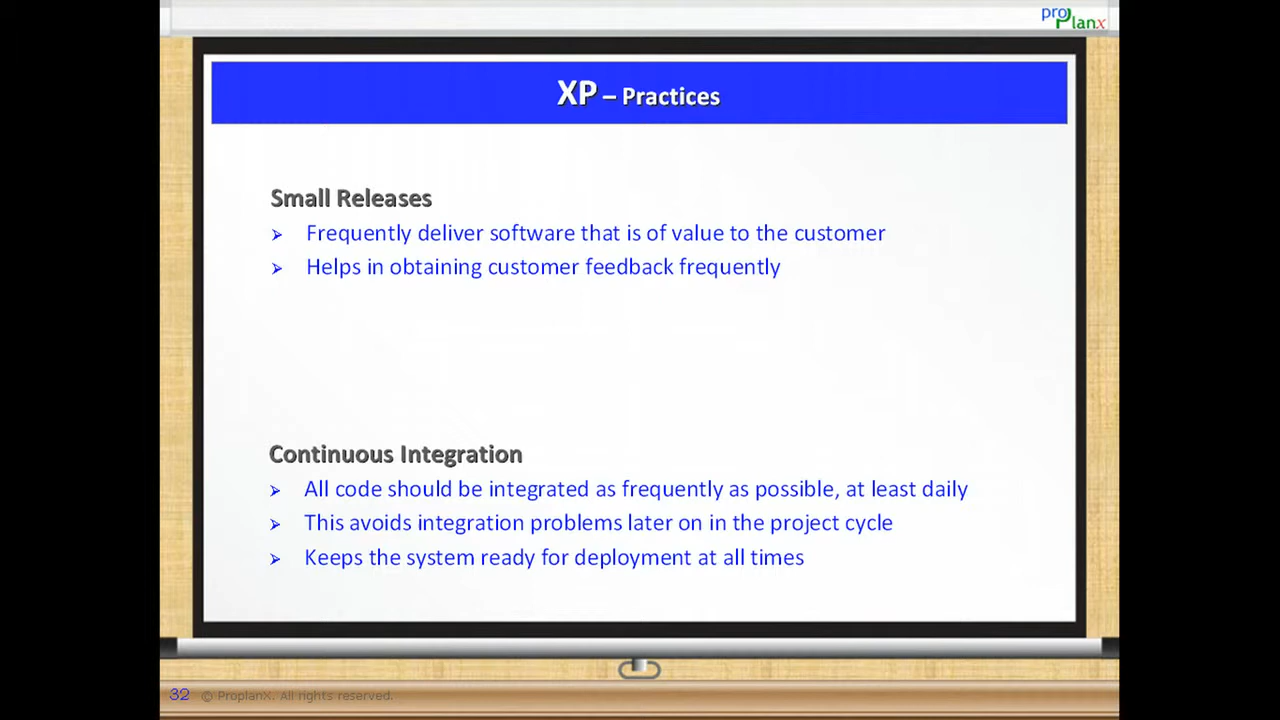 proPlanx
XP – Practices
Small Releases
➢ Frequently deliver software that is of value to the customer
➢ Helps in obtaining customer feedback frequently
Continuous Integration
➢ All code should be integrated as frequently as possible, at least daily
➢ This avoids integration problems later on in the project cycle
➢ Keeps the system ready for deployment at all times
32 © ProplanX. All rights reserved.